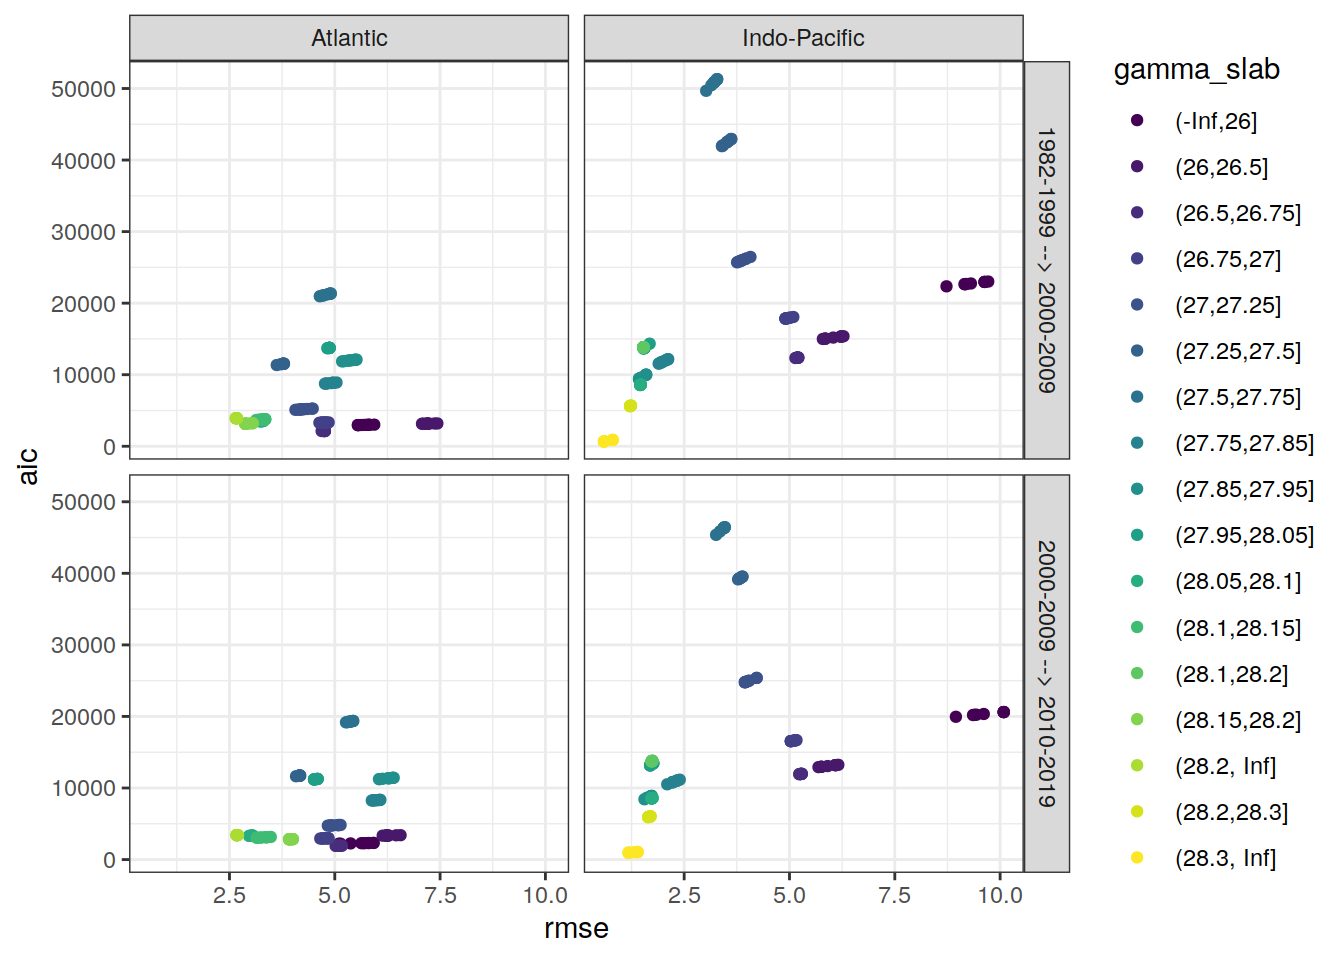 Atlantic
Indo-Pacific
50000
40000
30000
20000
10000
0
1982-1999 --> 2000-2009
50000
40000
30000
20000
10000
0
2000-2009 --> 2010-2019
aic
2.5 5.0 7.5 10.0
2.5 5.0 7.5 10.0
rmse
gamma_slab
(-Inf,26]
(26,26.5]
(26.5,26.75]
(26.75,27]
(27,27.25]
(27.25,27.5]
(27.5,27.75]
(27.75,27.85]
(27.85,27.95]
(27.95,28.05]
(28.05,28.1]
(28.1,28.15]
(28.1,28.2]
(28.15,28.2]
(28.2, Inf]
(28.2,28.3]
(28.3, Inf]